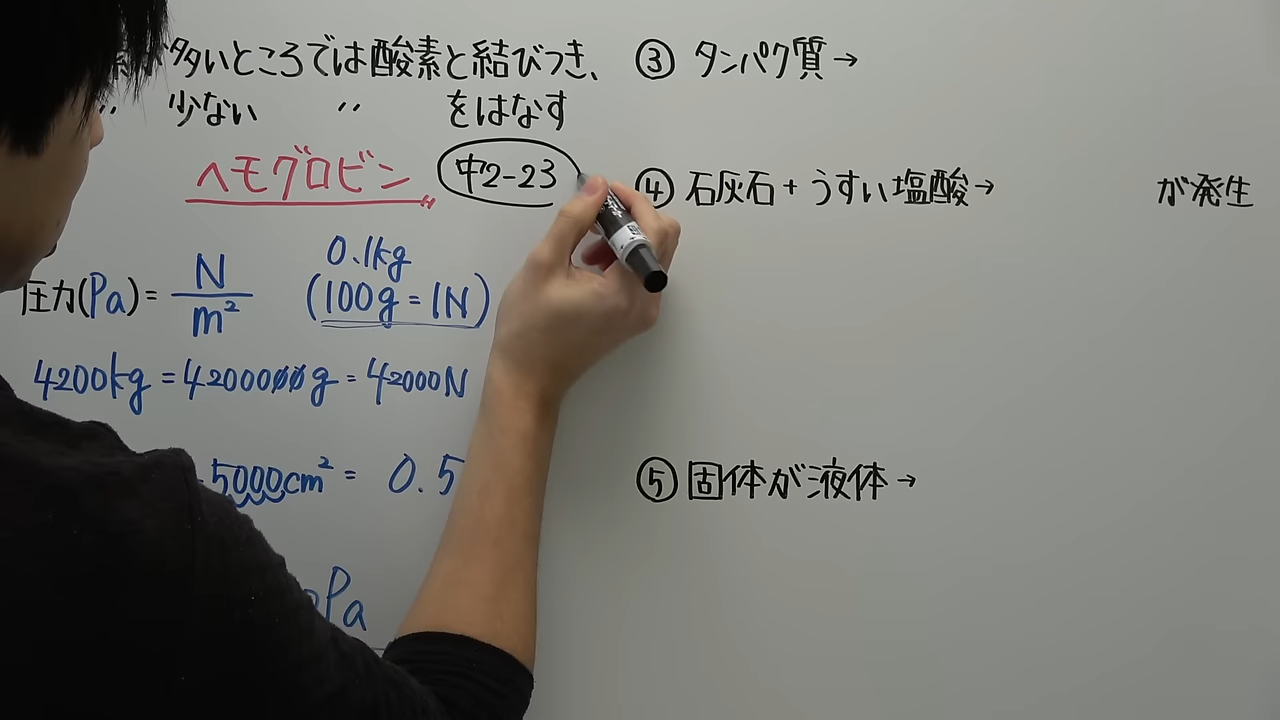 多いところでは酸素と結びつき、
〃 少ない 〃 をはなす
ヘモグロビン
中2-23
圧力(Pa) = N/m²
0.1kg
(100g = 1N)
4200kg = 4200000g = 42000N
5000cm² = 0.5
Pa
③ タンパク質→
④ 石灰石 + うすい塩酸→ が発生
⑤ 固体が液体→